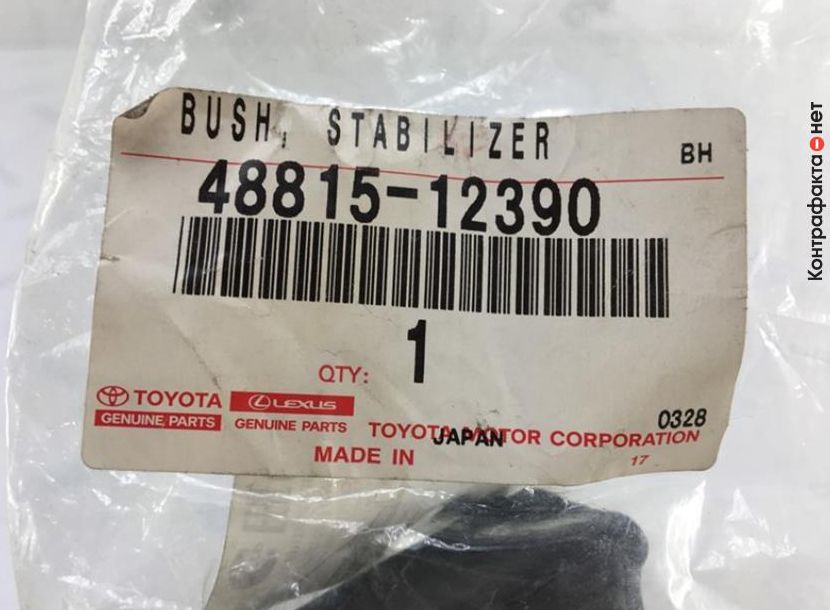 BUSH, STABILIZER
BH
48815-12390
1
QTY:
TOYOTA
GENUINE PARTS
LEXUS
GENUINE PARTS
0328
TOYOTA MOTOR CORPORATION
JAPAN
MADE IN
17
Контрафакта нет